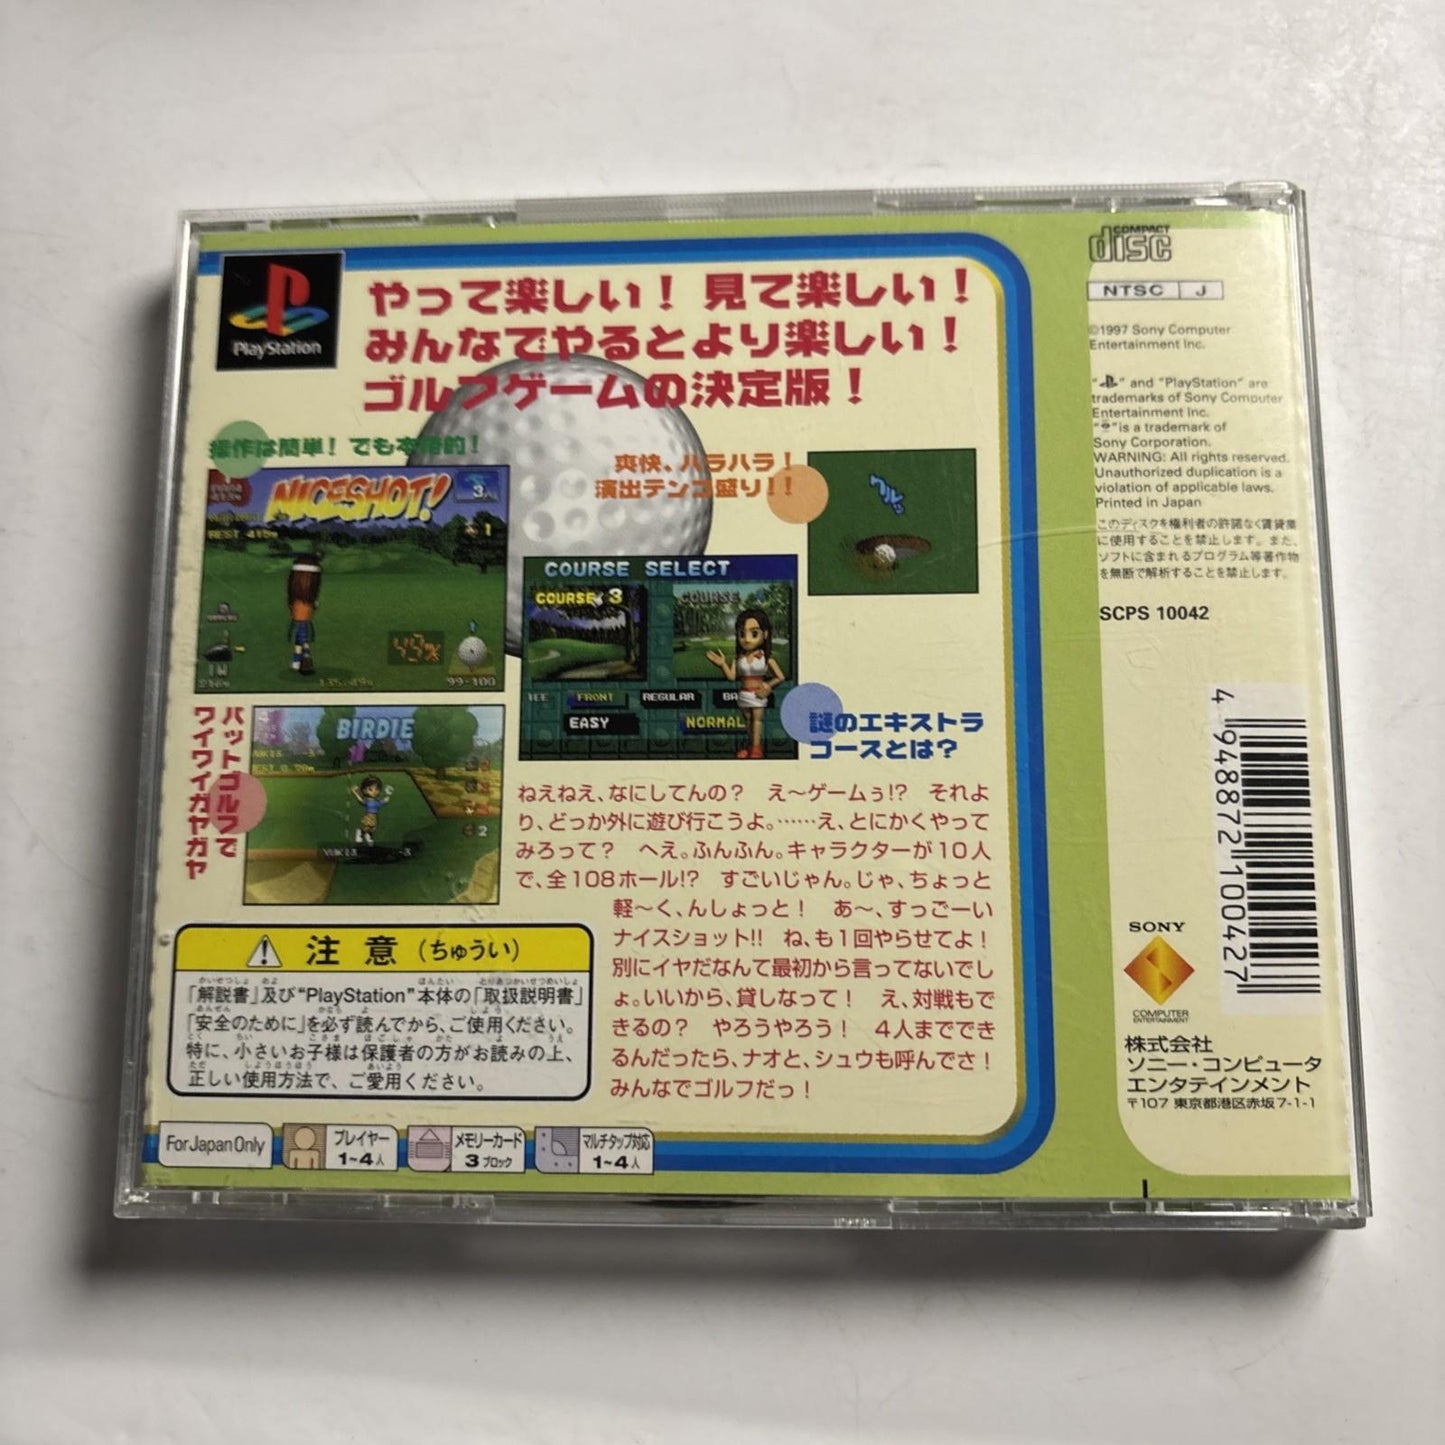 PlayStation
やって楽しい！ 見て楽しい！
みんなでやるとより楽しい！
ゴルフゲームの決定版！
操作は簡単！でも本格的！
NICESHOT!
3人
1
BEST 415m
43%
99-100
爽快、ハラハラ！
演出テンコ盛り！！
クルッ
COURSE SELECT
COURSE 3
COURSE
TEE FRONT REGULAR BA
EASY NORMAL
謎のエキストラ
コースとは？
パットゴルフで
ワイワイガヤガヤ
BIRDIE
2
YUKI3 -3
ねえねえ、なにしてんの？ え～ゲームぅ!? それよ
り、どっか外に遊び行こうよ。……え、とにかくやって
みろって？ へえ。ふんふん。キャラクターが10人
で、全108ホール!? すごいじゃん。じゃ、ちょっと
軽～く、んしょっと！ あ～、すっごーい
ナイスショット!! ね、も1回やらせてよ！
別にイヤだなんて最初から言ってないでし
ょ。いいから、貸しなって！ え、対戦もで
きるの？ やろうやろう！ 4人までできる
るんだったら、ナオと、シュウも呼んでさ！
みんなでゴルフだっ！
注意（ちゅうい）
「解説書」及び“PlayStation”本体の「取扱説明書」
「安全のために」を必ず読んでから、ご使用ください。
特に、小さいお子様は保護者の方がお読みの上、
正しい使用方法で、ご愛用ください。
For Japan Only
プレイヤー
1~4人
メモリーカード
3ブロック
マルチタップ対応
1~4人
COMPACT
disc
NTSC J
©1997 Sony Computer
Entertainment Inc.
" " and "PlayStation" are
trademarks of Sony Computer
Entertainment Inc.
" " is a trademark of
Sony Corporation.
WARNING: All rights reserved.
Unauthorized duplication is a
violation of applicable laws.
Printed in Japan
このディスクを権利者の許諾なく賃貸業
に使用することを禁止します。また、
ソフトに含まれるプログラム等著作物
を無断で解析することを禁止します。
SCPS 10042
4 948872 100427
SONY
COMPUTER
ENTERTAINMENT
株式会社
ソニー・コンピュータ
エンタテインメント
〒107 東京都港区赤坂7-1-1